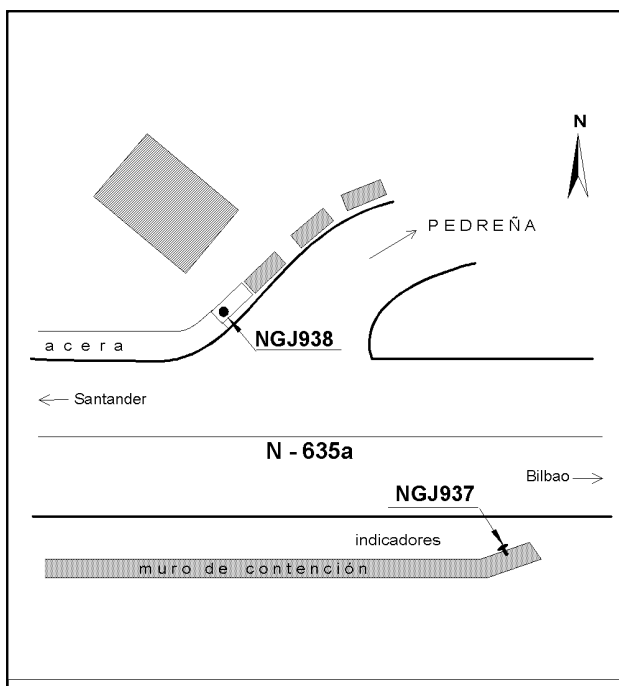 N
PEDREÑA
acera
NGJ938
Santander
N - 635a
Bilbao
NGJ937
indicadores
muro de contención